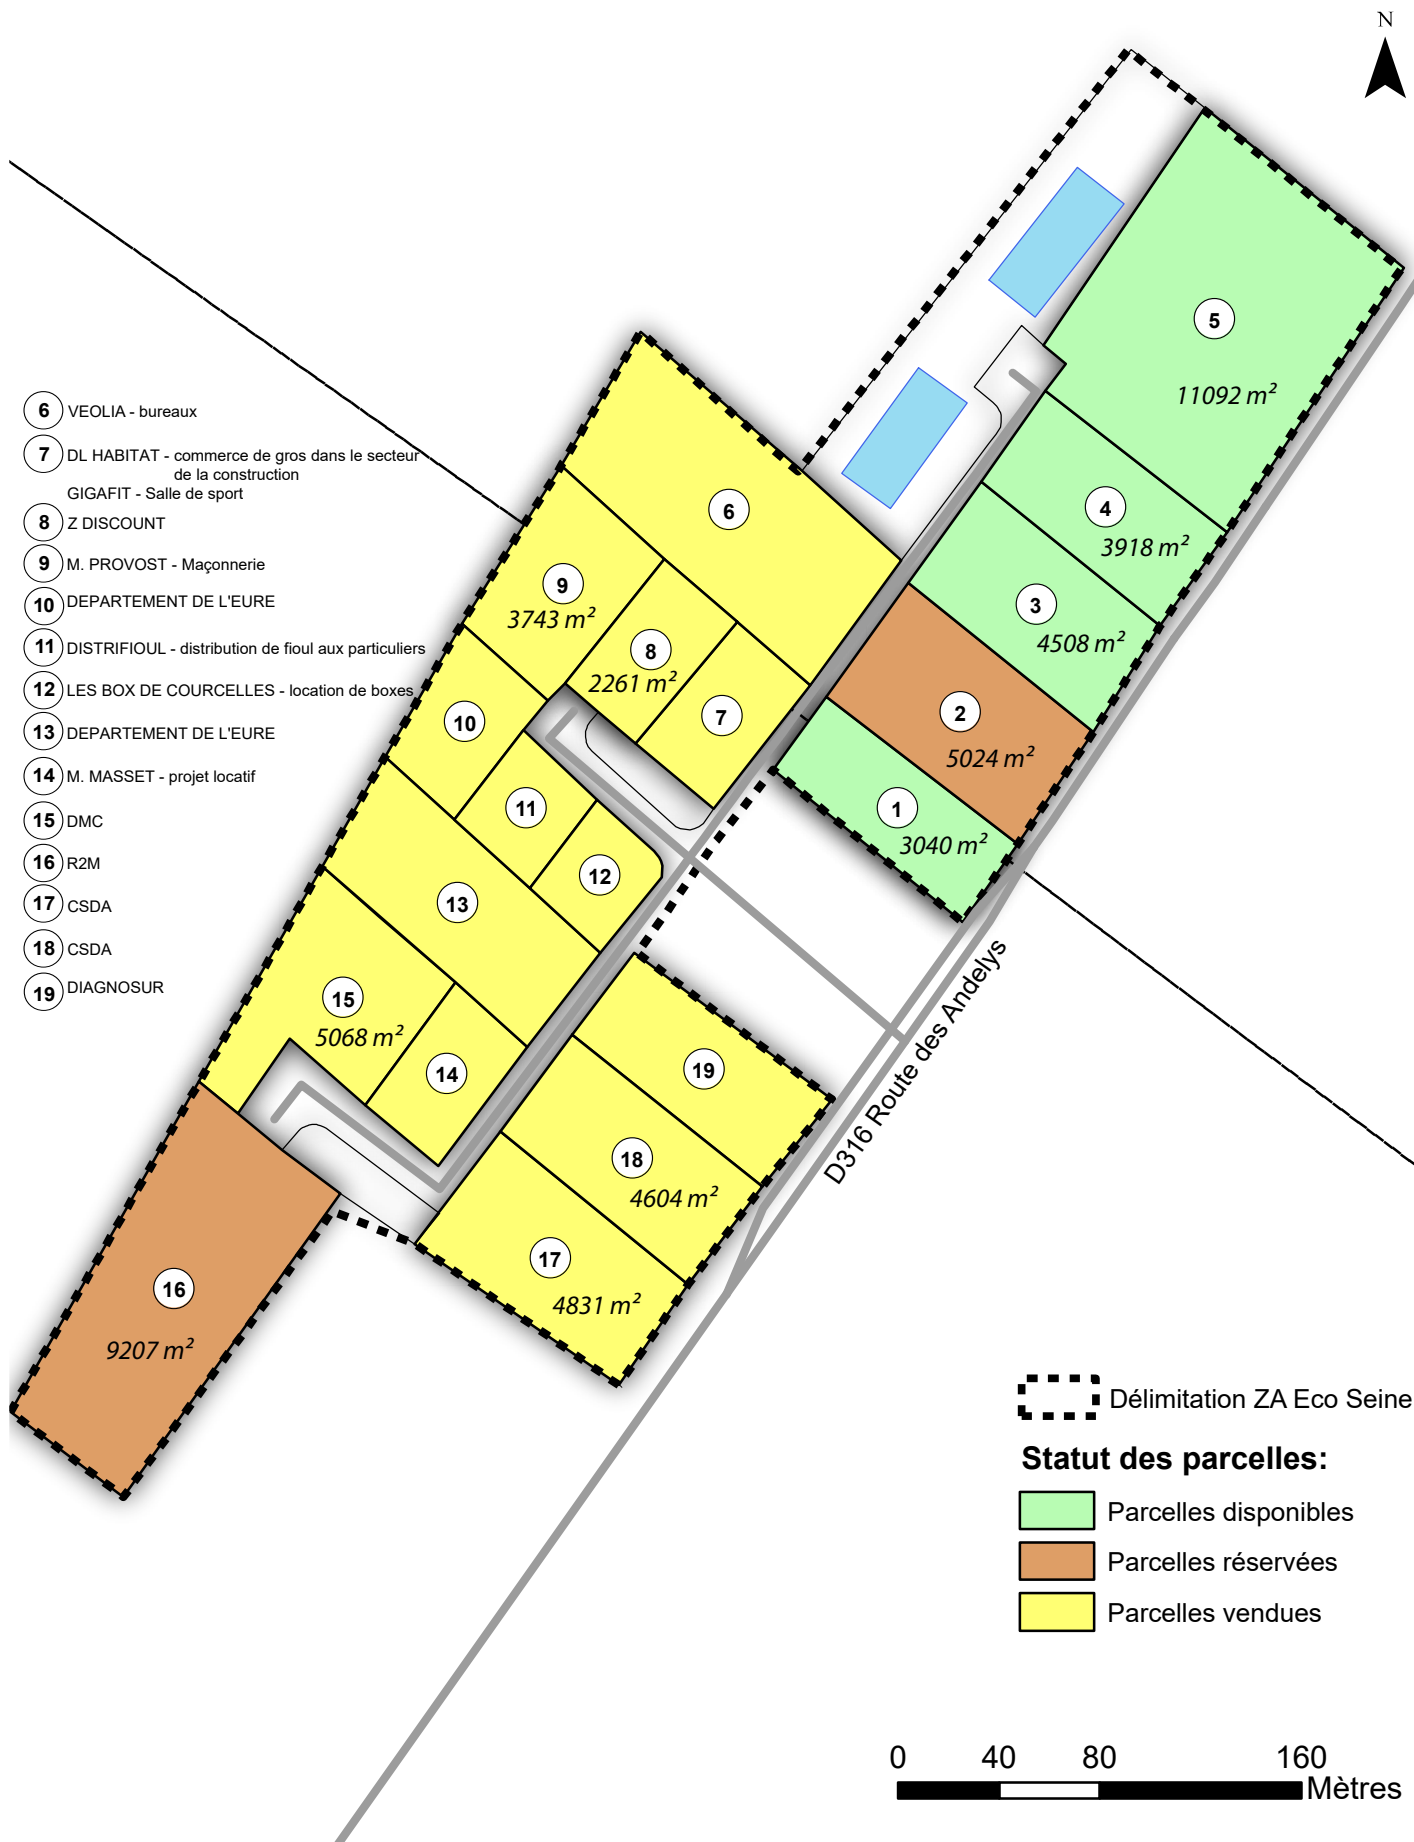 N
5
11092 m²
4
3918 m²
3
4508 m²
2
5024 m²
1
3040 m²
6
9
3743 m²
8
2261 m²
7
10
11
12
13
15
5068 m²
14
19
18
4604 m²
17
4831 m²
16
9207 m²
D316 Route des Andelys
6 VEOLIA - bureaux
7 DL HABITAT - commerce de gros dans le secteur
de la construction
GIGAFIT - Salle de sport
8 Z DISCOUNT
9 M. PROVOST - Maçonnerie
10 DEPARTEMENT DE L'EURE
11 DISTRIFIOUL - distribution de fioul aux particuliers
12 LES BOX DE COURCELLES - location de boxes
13 DEPARTEMENT DE L'EURE
14 M. MASSET - projet locatif
15 DMC
16 R2M
17 CSDA
18 CSDA
19 DIAGNOSUR
Délimitation ZA Eco Seine
Statut des parcelles:
Parcelles disponibles
Parcelles réservées
Parcelles vendues
0 40 80 160
Mètres